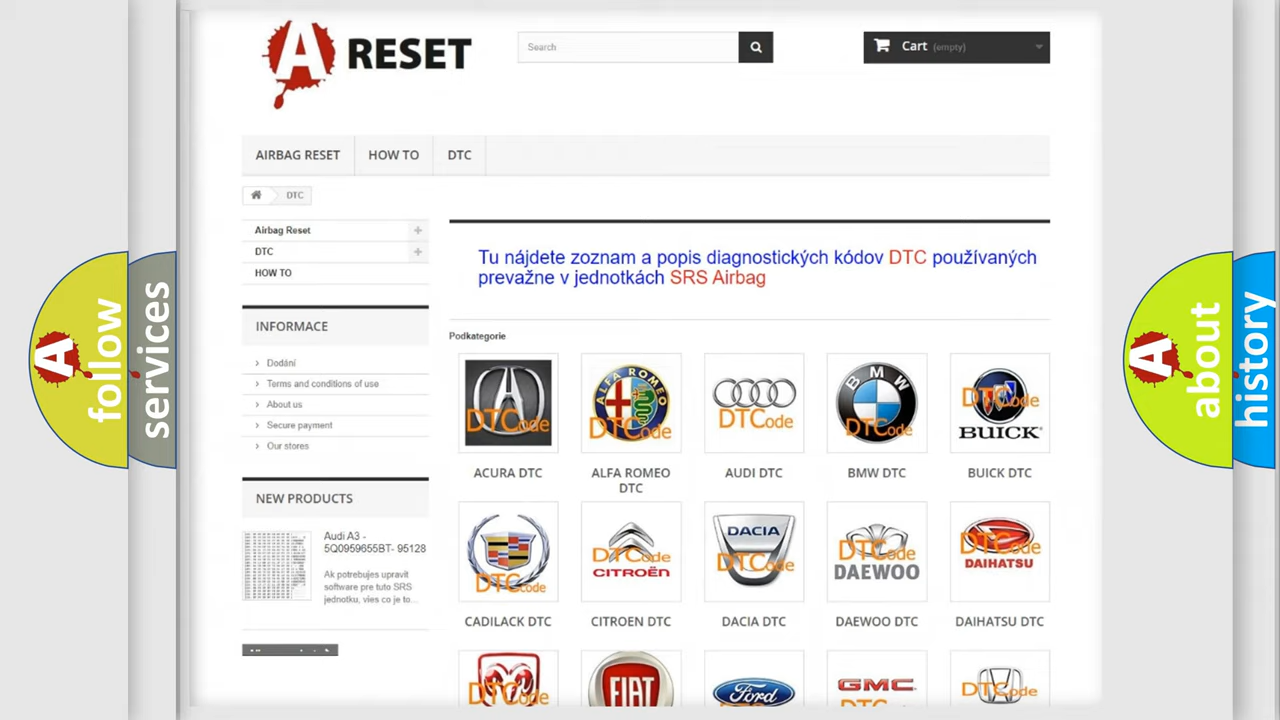 A RESET
Search
Cart (empty)
AIRBAG RESET
HOW TO
DTC
DTC
Airbag Reset
DTC
HOW TO
Tu nájdete zoznam a popis diagnostických kódov DTC používaných
prevažne v jednotkách SRS Airbag
INFORMACE
Dodání
Terms and conditions of use
About us
Secure payment
Our stores
NEW PRODUCTS
Audi A3 -
5Q0959655BT- 95128
Ak potrebujes upravit
software pre tuto SRS
jednotku, vies co je to...
Podkategorie
DTCode
ACURA DTC
ALFA ROMEO
DTCode
ALFA ROMEO
DTC
DTCode
AUDI DTC
BMW
DTCode
BMW DTC
DTCode
BUICK
BUICK DTC
DTCode
CADILACK DTC
DTCode
CITROËN
CITROEN DTC
DACIA
DTCode
DACIA DTC
DTCode
DAEWOO
DAEWOO DTC
DTCode
DAIHATSU
DAIHATSU DTC
DTCode
FIAT
Ford
GMC
DTCode
A
follow
services
A
about
history